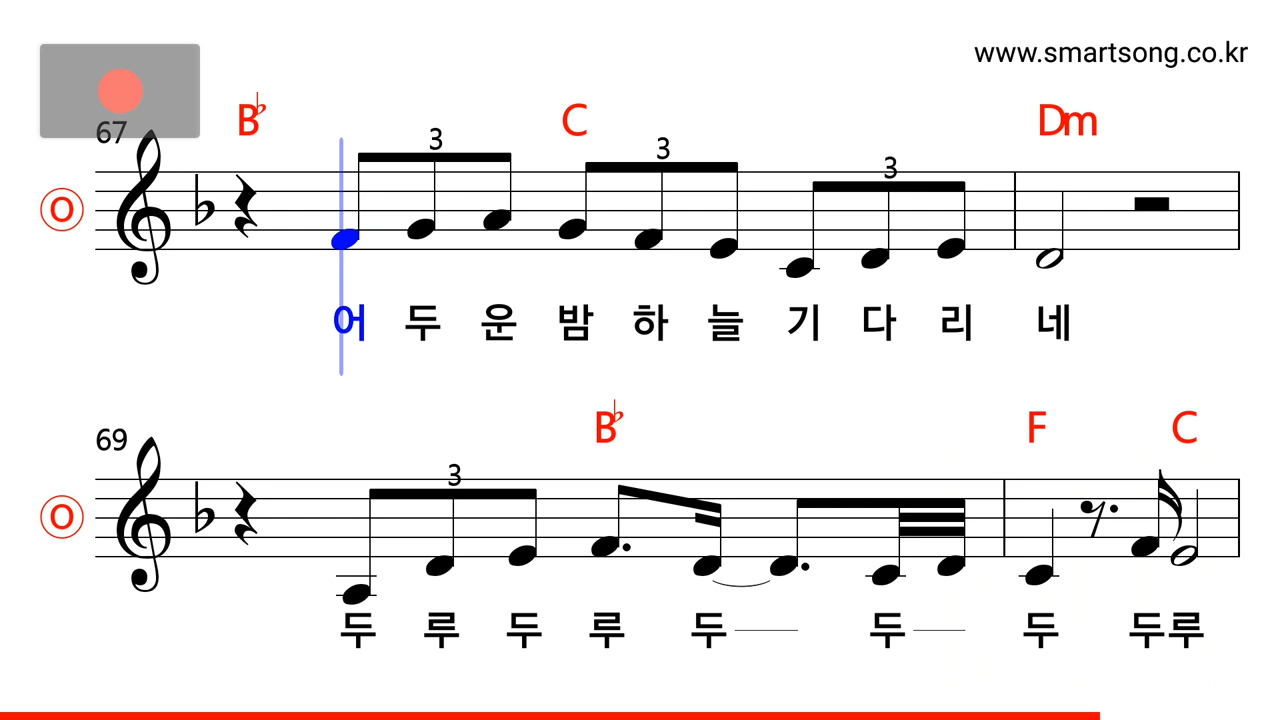 www.smartsong.co.kr
67 B♭ C Dm
3 3 3
O
어 두 운 밤 하 늘 기 다 리 네
69 B♭ F C
3
O
두 루 두 루 두 두 두 두루